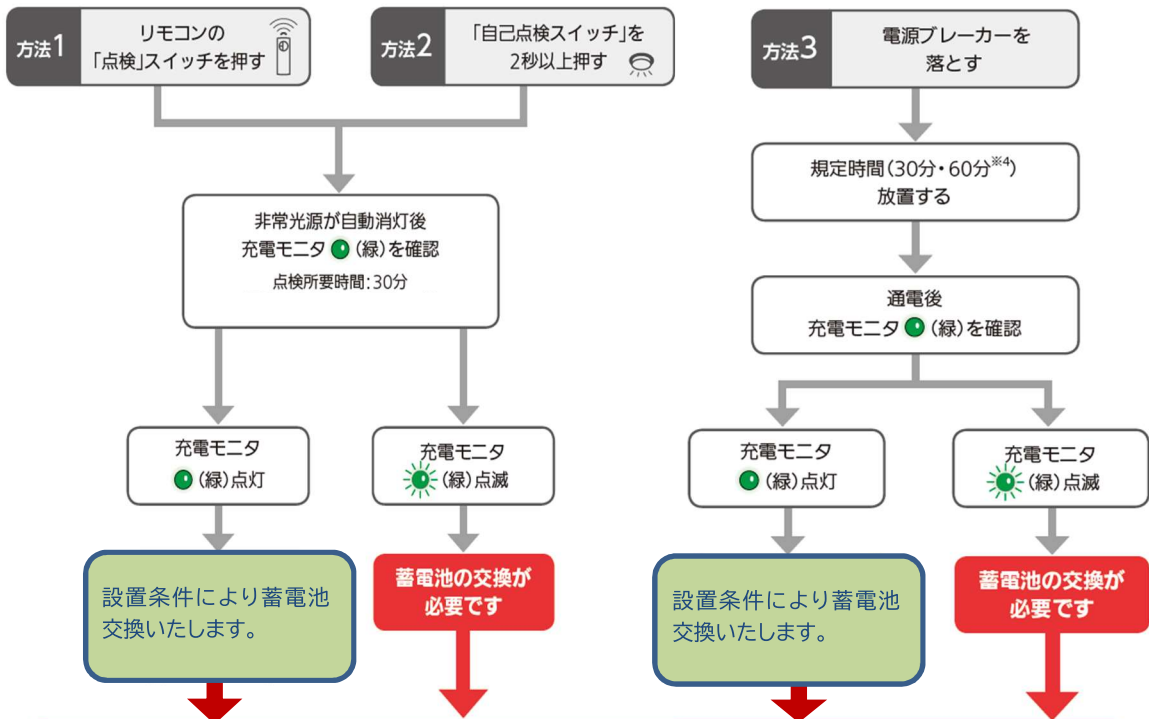 方法1
リモコンの
「点検」スイッチを押す
方法2
「自己点検スイッチ」を
2秒以上押す
方法3
電源ブレーカーを
落とす
非常光源が自動消灯後
充電モニタ (緑)を確認
点検所要時間:30分
規定時間(30分・60分※4)
放置する
通電後
充電モニタ (緑)を確認
充電モニタ
(緑)点灯
充電モニタ
(緑)点滅
充電モニタ
(緑)点灯
充電モニタ
(緑)点滅
設置条件により蓄電池
交換いたします。
蓄電池の交換が
必要です
設置条件により蓄電池
交換いたします。
蓄電池の交換が
必要です